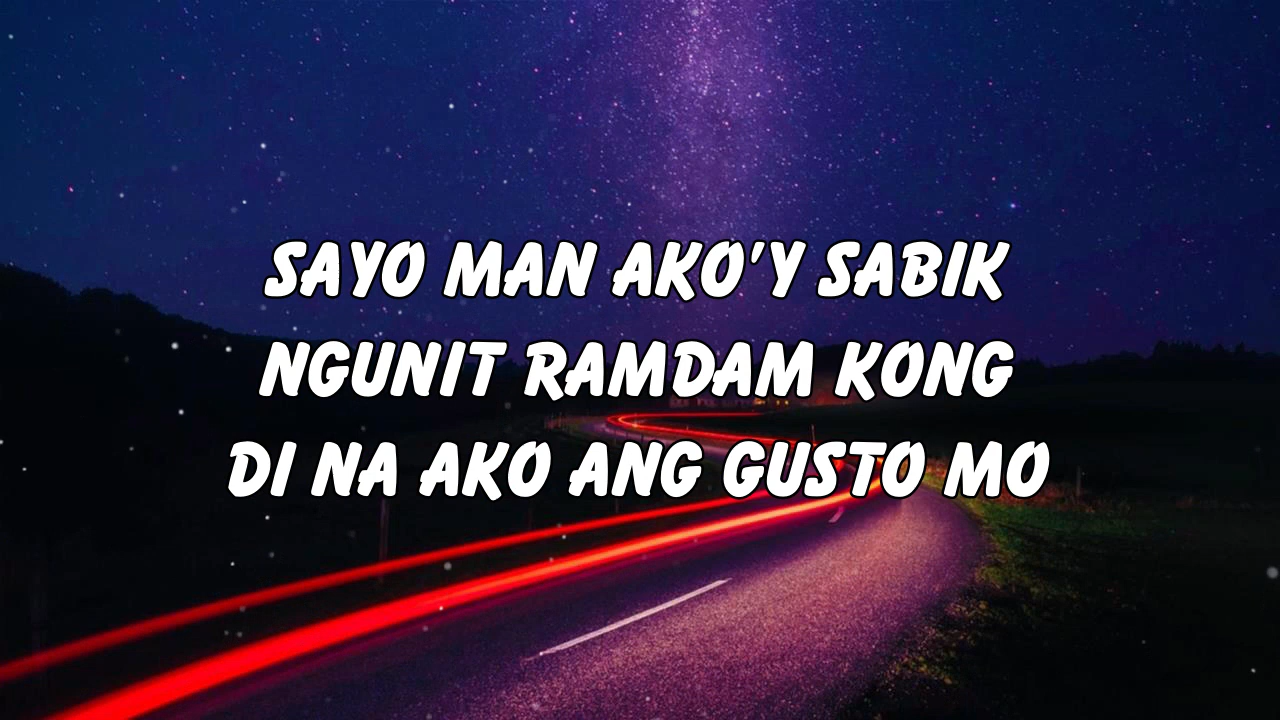 SAYO MAN AKO'Y SABIK
NGUNIT RAMDAM KONG
DI NA AKO ANG GUSTO MO